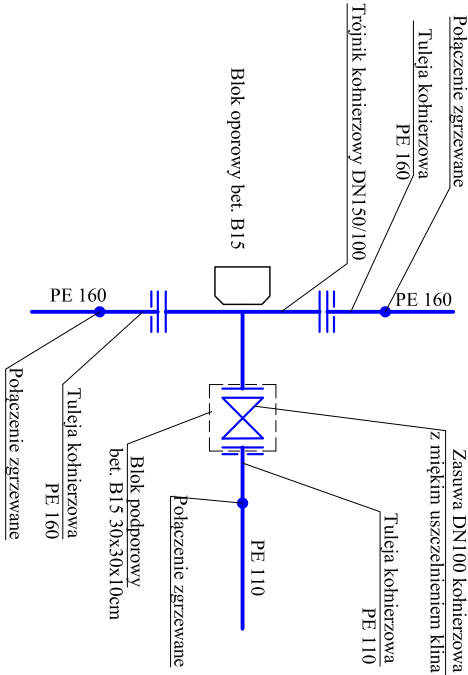 Połączenie zgrzewane
Tuleja kołnierzowa
PE 160
Trójnik kołnierzowy DN150/100
Blok oporowy bet. B15
PE 160
PE 160
Zasuwa DN100 kołnierzowa
z miękim uszczelnieniem klina
Tuleja kołnierzowa
PE 110
PE 110
Połączenie zgrzewane
Blok podporowy
bet. B15 30x30x10cm
Tuleja kołnierzowa
PE 160
Połączenie zgrzewane